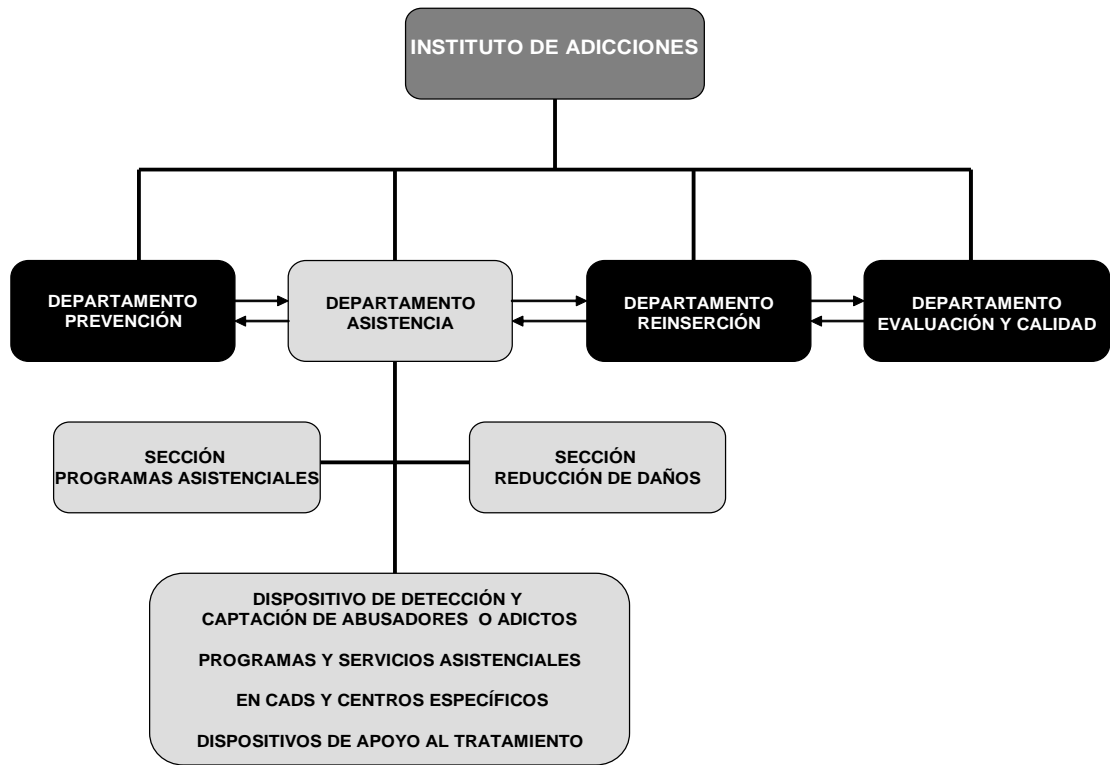 INSTITUTO DE ADICCIONES
DEPARTAMENTO
PREVENCIÓN
DEPARTAMENTO
ASISTENCIA
DEPARTAMENTO
REINSERCIÓN
DEPARTAMENTO
EVALUACIÓN Y CALIDAD
SECCIÓN
PROGRAMAS ASISTENCIALES
SECCIÓN
REDUCCIÓN DE DAÑOS
DISPOSITIVO DE DETECCIÓN Y
CAPTACIÓN DE ABUSADORES O ADICTOS
PROGRAMAS Y SERVICIOS ASISTENCIALES
EN CADS Y CENTROS ESPECÍFICOS
DISPOSITIVOS DE APOYO AL TRATAMIENTO